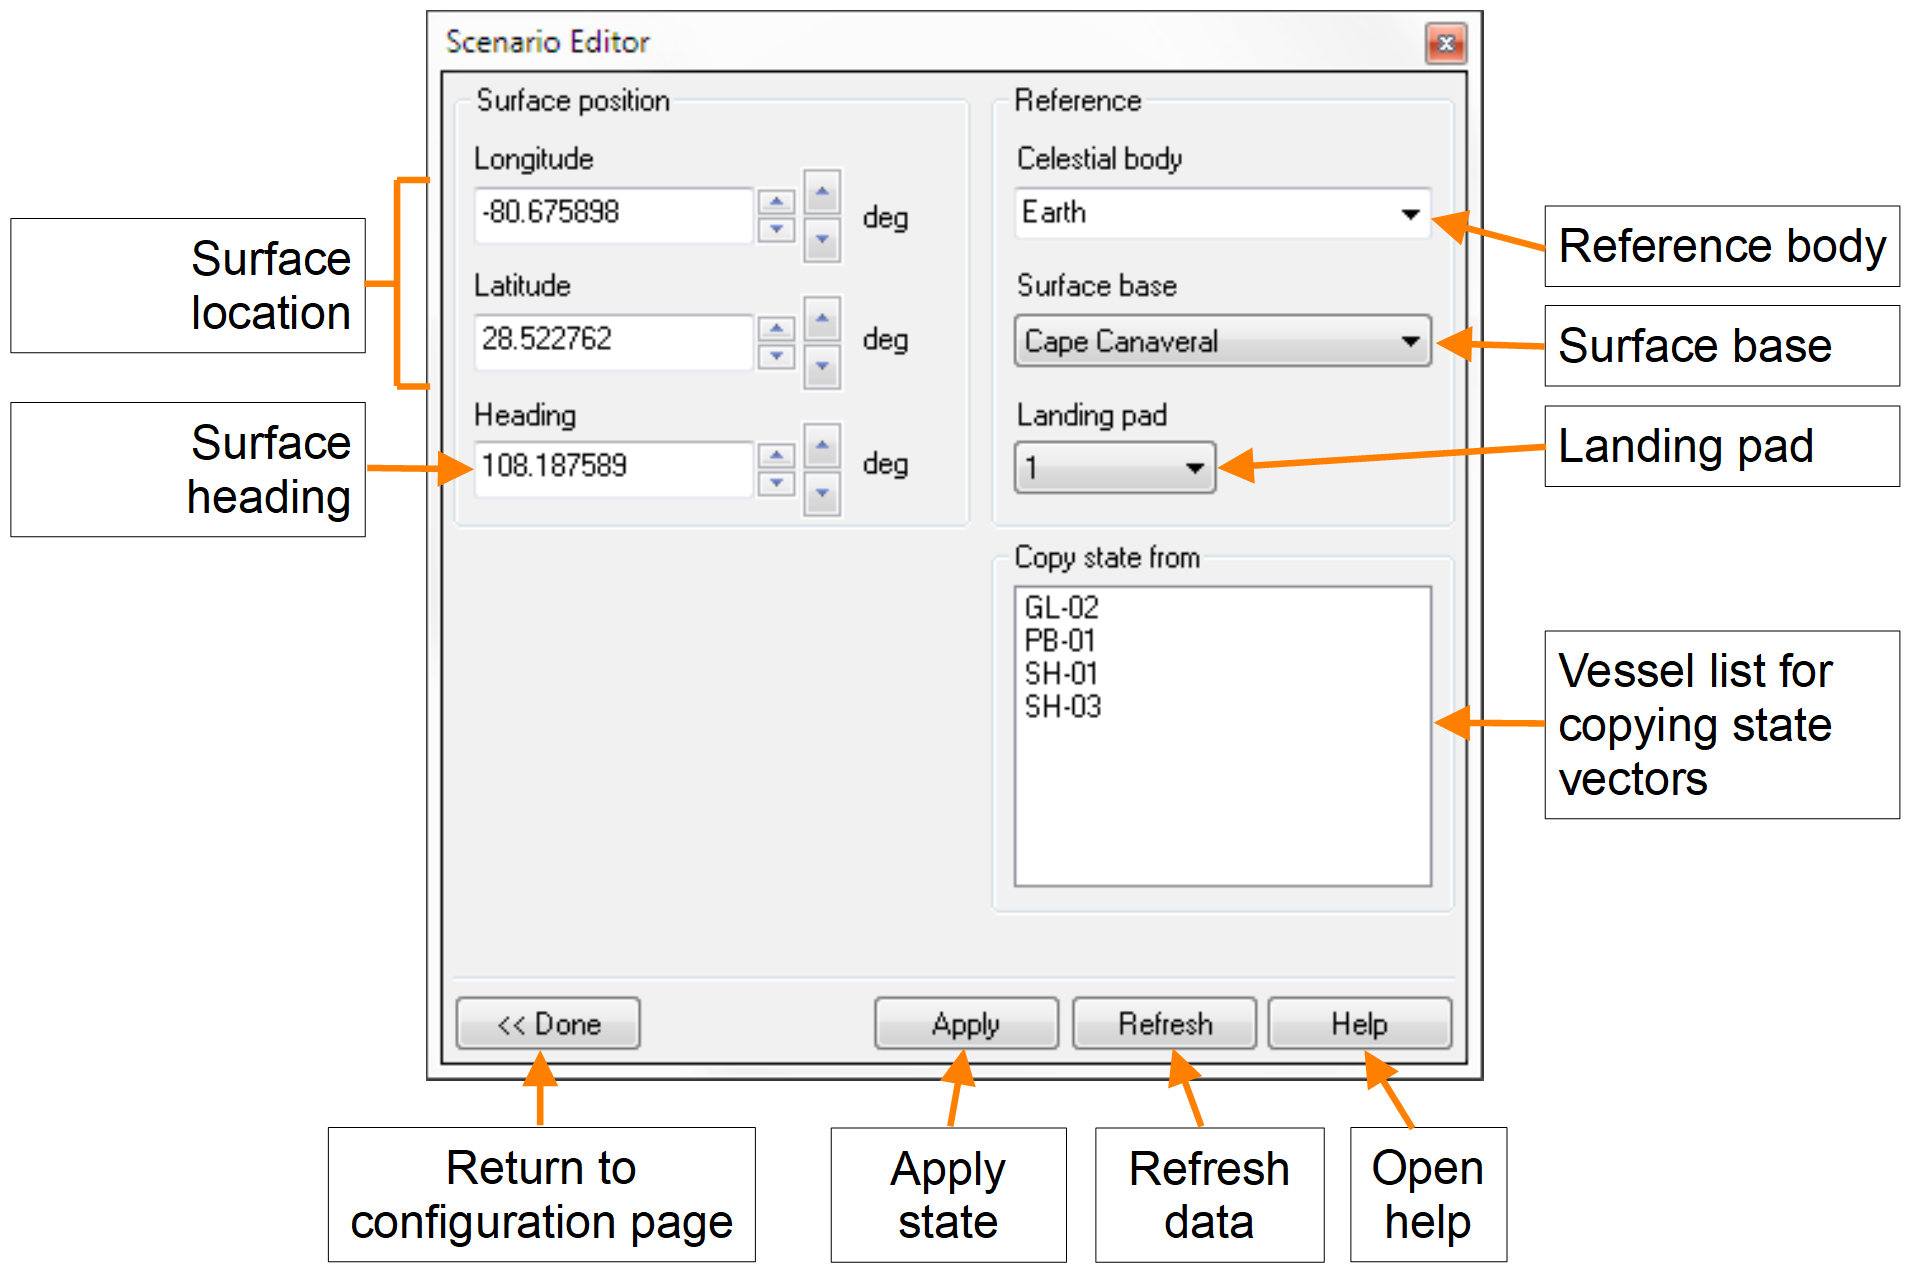 Scenario Editor
Surface position
Longitude
-80.675898
deg
Latitude
28.522762
deg
Heading
108.187589
deg
Reference
Celestial body
Earth
Surface base
Cape Canaveral
Landing pad
1
Copy state from
GL-02
PB-01
SH-01
SH-03
<< Done
Apply
Refresh
Help
Surface
location
Surface
heading
Reference body
Surface base
Landing pad
Vessel list for
copying state
vectors
Return to
configuration page
Apply
state
Refresh
data
Open
help